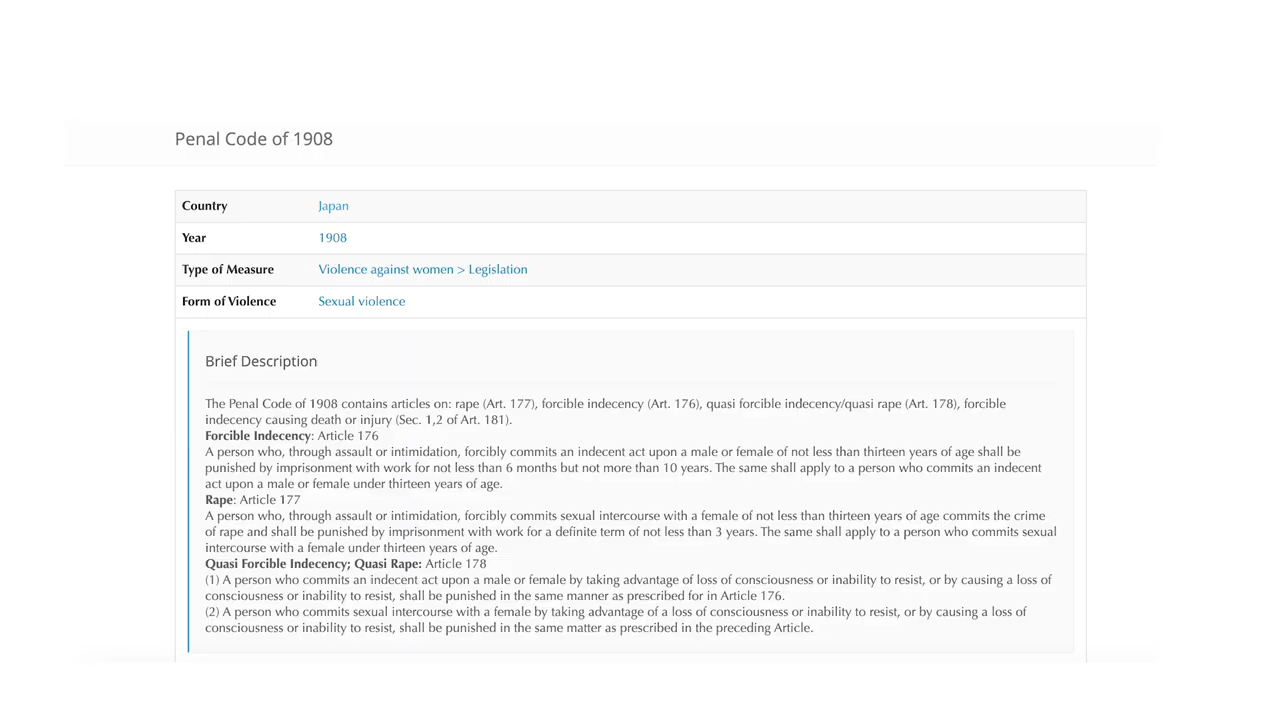 Penal Code of 1908
Country Japan
Year 1908
Type of Measure Violence against women > Legislation
Form of Violence Sexual violence
Brief Description
The Penal Code of 1908 contains articles on: rape (Art. 177), forcible indecency (Art. 176), quasi forcible indecency/quasi rape (Art. 178), forcible
indecency causing death or injury (Sec. 1,2 of Art. 181).
Forcible Indecency: Article 176
A person who, through assault or intimidation, forcibly commits an indecent act upon a male or female of not less than thirteen years of age shall be
punished by imprisonment with work for not less than 6 months but not more than 10 years. The same shall apply to a person who commits an indecent
act upon a male or female under thirteen years of age.
Rape: Article 177
A person who, through assault or intimidation, forcibly commits sexual intercourse with a female of not less than thirteen years of age commits the crime
of rape and shall be punished by imprisonment with work for a definite term of not less than 3 years. The same shall apply to a person who commits sexual
intercourse with a female under thirteen years of age.
Quasi Forcible Indecency; Quasi Rape: Article 178
(1) A person who commits an indecent act upon a male or female by taking advantage of loss of consciousness or inability to resist, or by causing a loss of
consciousness or inability to resist, shall be punished in the same manner as prescribed for in Article 176.
(2) A person who commits sexual intercourse with a female by taking advantage of a loss of consciousness or inability to resist, or by causing a loss of
consciousness or inability to resist, shall be punished in the same matter as prescribed in the preceding Article.